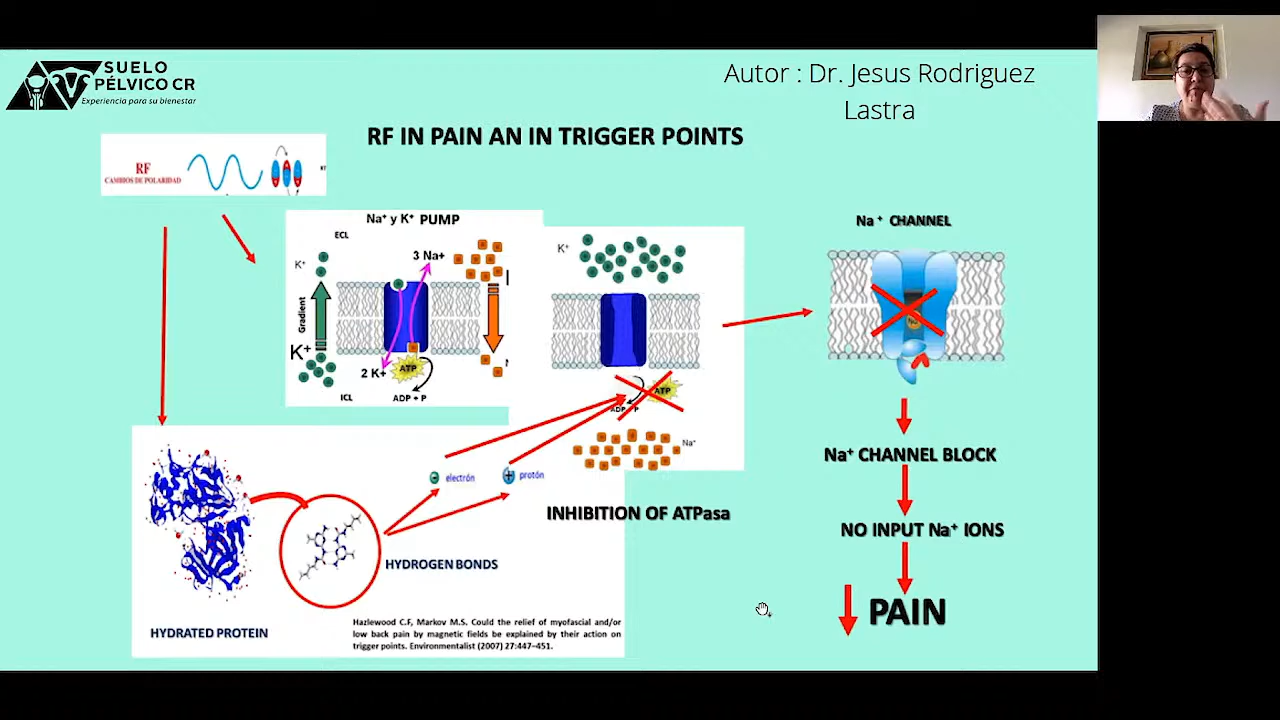 SUELO
PÉLVICO CR
Experiencia para su bienestar
Autor : Dr. Jesus Rodriguez
Lastra
RF IN PAIN AN IN TRIGGER POINTS
RF
CAMBIOS DE POLARIDAD
Na+ y K+ PUMP
ECL
K+
3 Na+
Gradient
K+
2 K+
ATP
ICL
ADP + P
K+
ATP
ADP + P
Na+
INHIBITION OF ATPasa
Na + CHANNEL
Na+ CHANNEL BLOCK
NO INPUT Na+ IONS
PAIN
electrón
protón
HYDROGEN BONDS
HYDRATED PROTEIN
Hazlewood C.F, Markov M.S. Could the relief of myofascial and/or
low back pain by magnetic fields be explained by their action on
trigger points. Environmentalist (2007) 27:447–451.